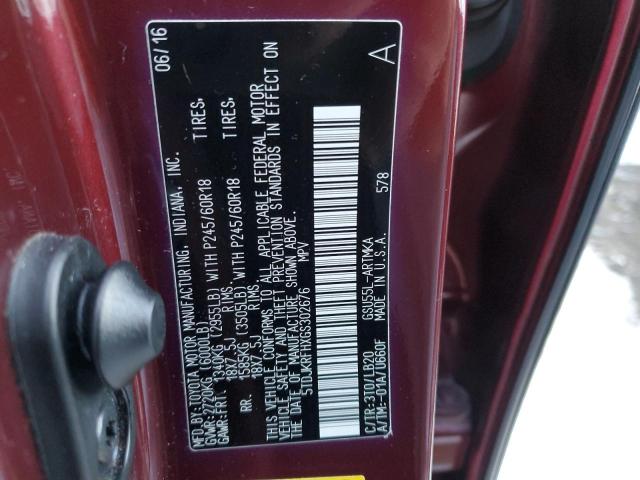 MFD.BY:TOYOTA MOTOR MANUFACTURING, INDIANA, INC. 06/16
GVWR:2720KG(6000LB)
GAWR:FRT. 1340KG (2955LB) WITH P245/60R18 TIRES,
18X7.5J RIMS,
RR. 1585KG (3505LB) WITH P245/60R18 TIRES,
18X7.5J RIMS.
THIS VEHICLE CONFORMS TO ALL APPLICABLE FEDERAL MOTOR
VEHICLE SAFETY AND THEFT PREVENTION STANDARDS IN EFFECT ON
THE DATE OF MANUFACTURE SHOWN ABOVE.
5TDJKRFHXGS302676 MPV
A
578
C/TR:3T0/LB20 GSU55L-ARTMKA
A/TM:-01A/U660F MADE IN U.S.A.